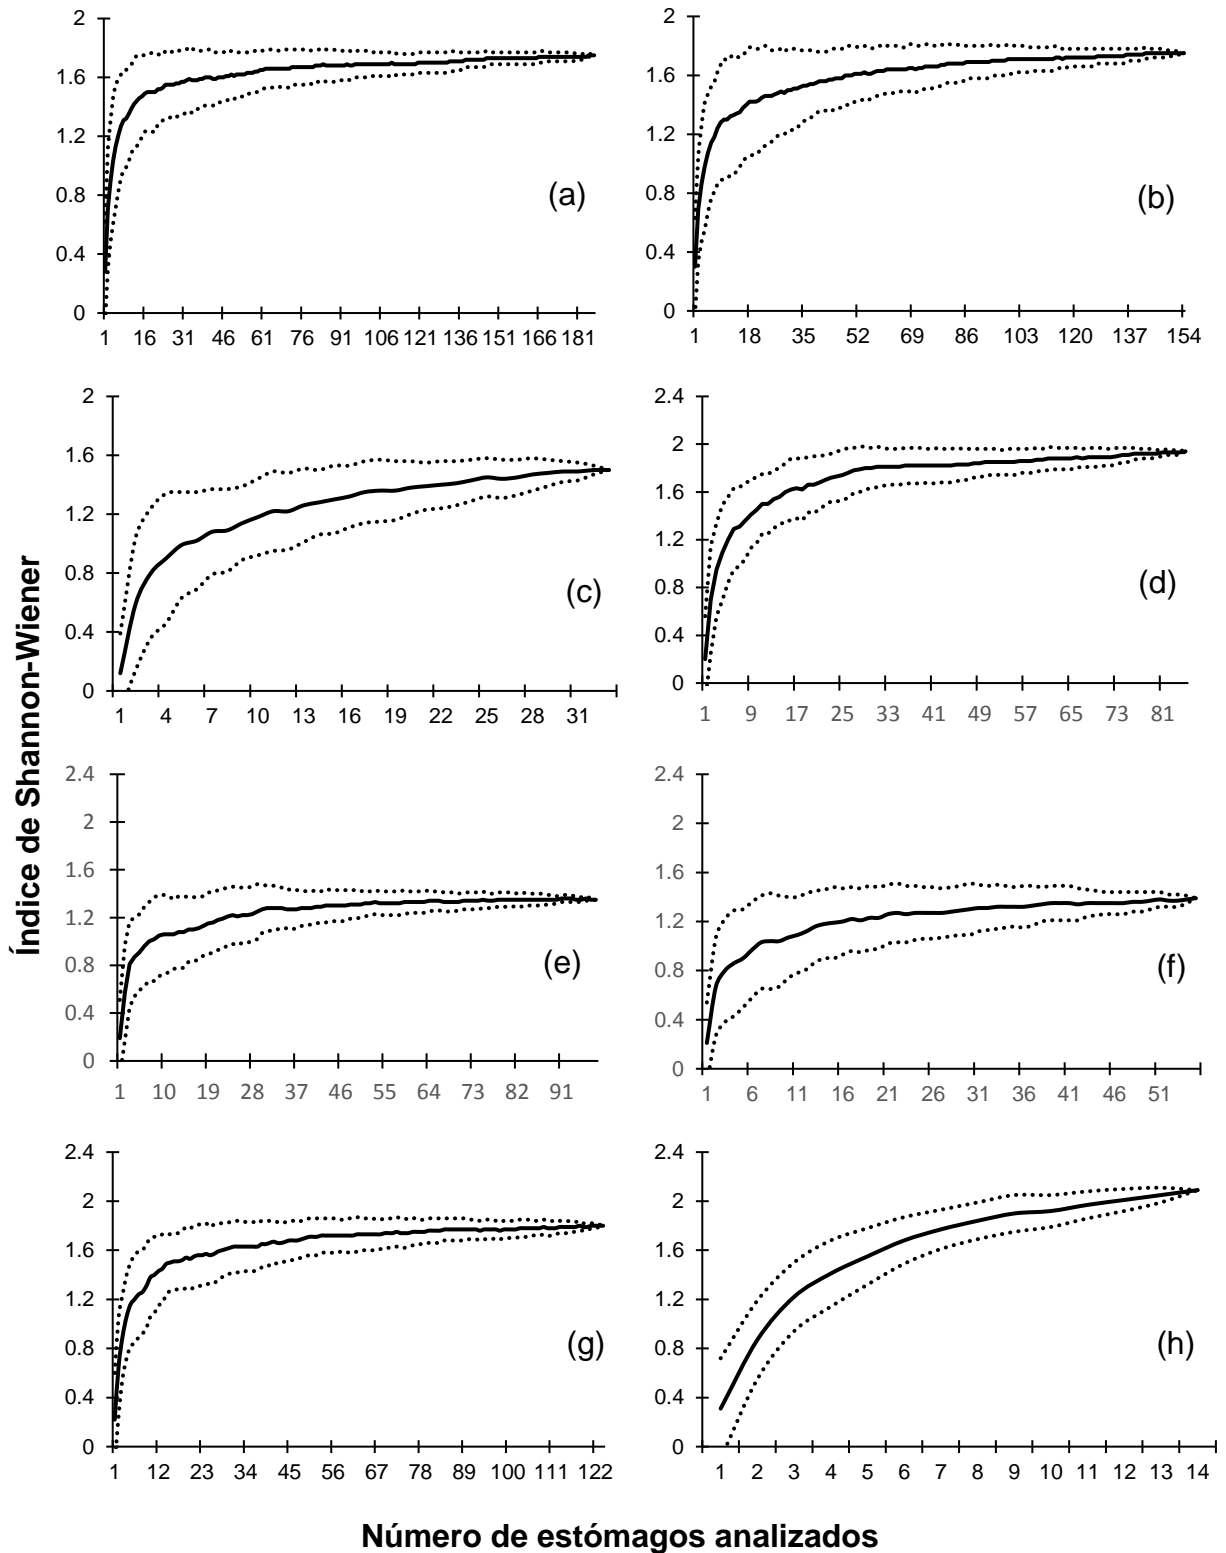 Índice de Shannon-Wiener
2
1.6
1.2
0.8
0.4
0
(a)
1 16 31 46 61 76 91 106 121 136 151 166 181
2
1.6
1.2
0.8
0.4
0
(b)
1 18 35 52 69 86 103 120 137 154
2
1.6
1.2
0.8
0.4
0
(c)
1 4 7 10 13 16 19 22 25 28 31
2.4
2
1.6
1.2
0.8
0.4
0
(d)
1 9 17 25 33 41 49 57 65 73 81
2.4
2
1.6
1.2
0.8
0.4
0
(e)
1 10 19 28 37 46 55 64 73 82 91
2.4
2
1.6
1.2
0.8
0.4
0
(f)
1 6 11 16 21 26 31 36 41 46 51
2.4
2
1.6
1.2
0.8
0.4
0
(g)
1 12 23 34 45 56 67 78 89 100 111 122
2.4
2
1.6
1.2
0.8
0.4
0
(h)
1 2 3 4 5 6 7 8 9 10 11 12 13 14
Número de estómagos analizados